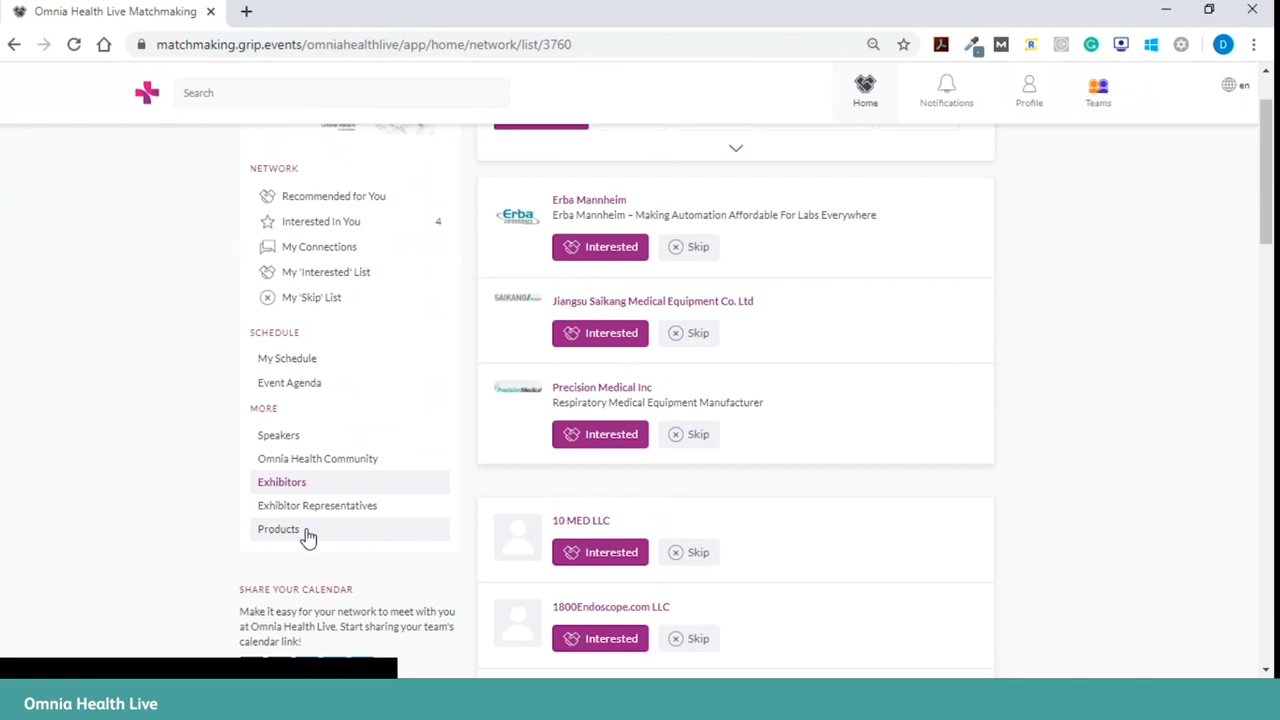 Omnia Health Live Matchmaking
matchmaking.grip.events/omniahealthlive/app/home/network/list/3760
Search
Home
Notifications
Profile
Teams
en
NETWORK
Recommended for You
Interested In You 4
My Connections
My 'Interested' List
My 'Skip' List
SCHEDULE
My Schedule
Event Agenda
MORE
Speakers
Omnia Health Community
Exhibitors
Exhibitor Representatives
Products
SHARE YOUR CALENDAR
Make it easy for your network to meet with you
at Omnia Health Live. Start sharing your team's
calendar link!
Erba
Erba Mannheim
Erba Mannheim – Making Automation Affordable For Labs Everywhere
Interested Skip
SAIKANG
Jiangsu Saikang Medical Equipment Co. Ltd
Interested Skip
PrecisionMedical
Precision Medical Inc
Respiratory Medical Equipment Manufacturer
Interested Skip
10 MED LLC
Interested Skip
1800Endoscope.com LLC
Interested Skip
Omnia Health Live